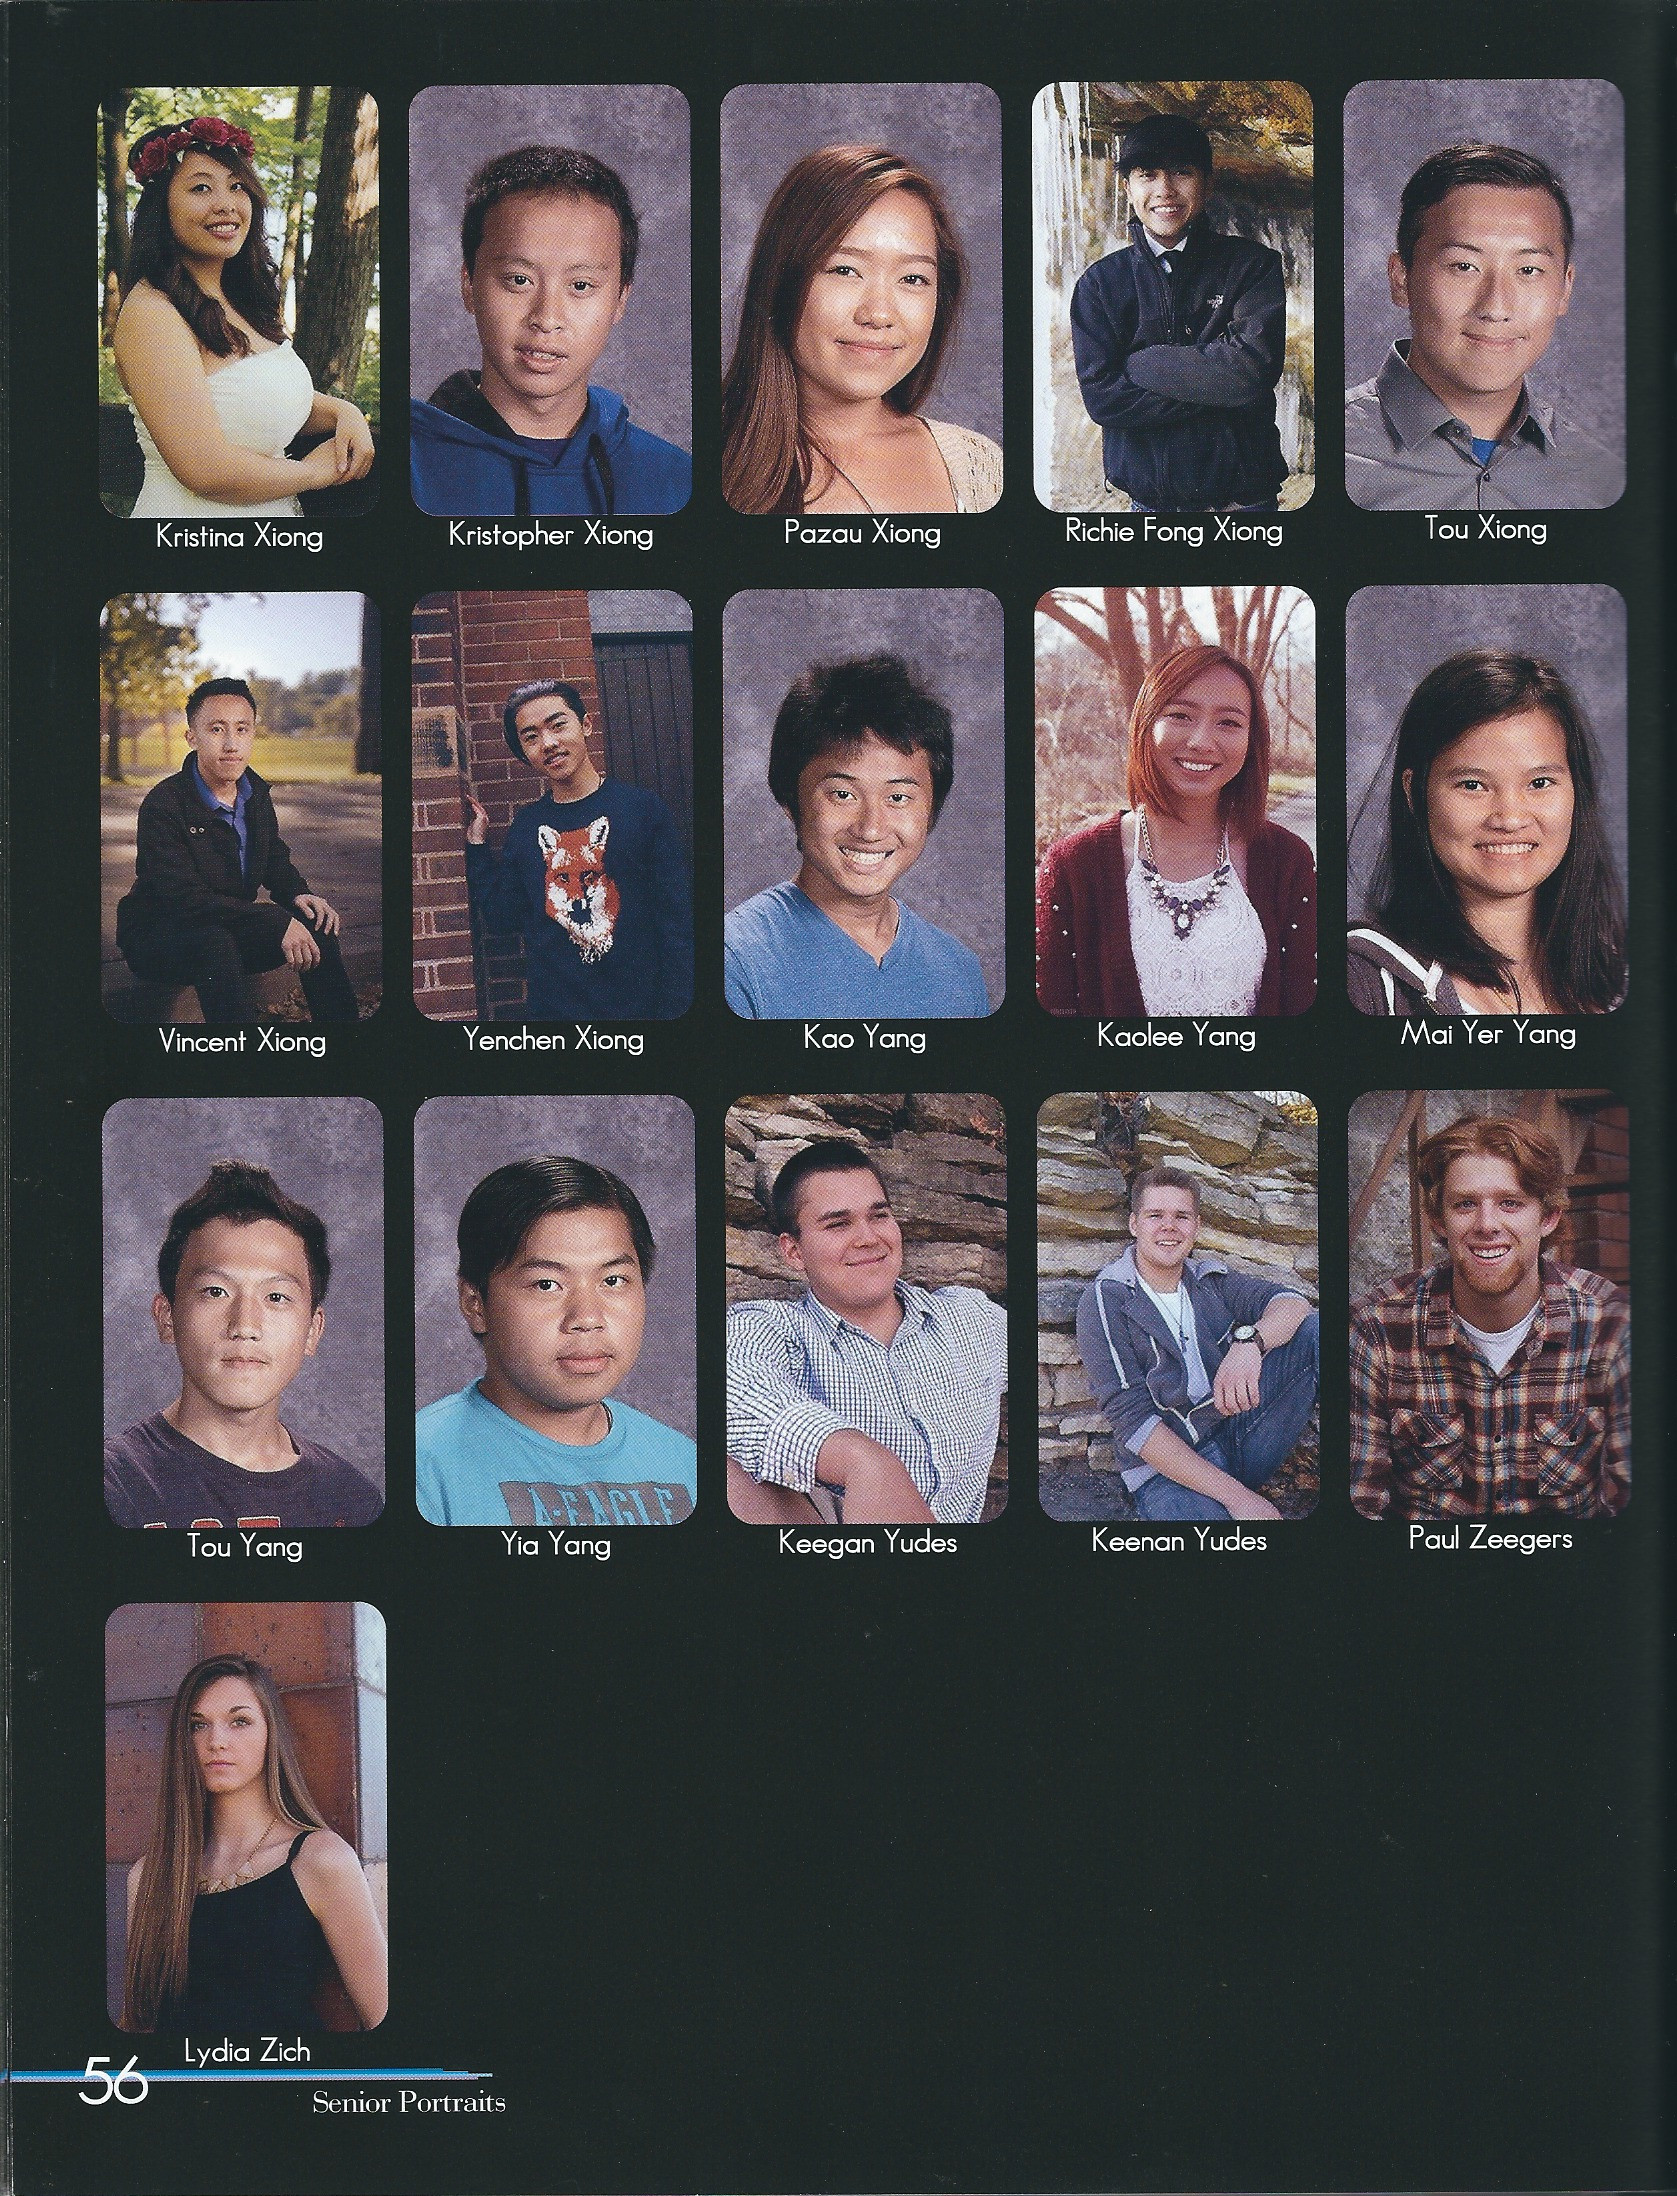 Kristina Xiong
Kristopher Xiong
Pazau Xiong
Richie Fong Xiong
Tou Xiong
Vincent Xiong
Yenchen Xiong
Kao Yang
Kaolee Yang
Mai Yer Yang
A·EAGLE
Tou Yang
Yia Yang
Keegan Yudes
Keenan Yudes
Paul Zeegers
Lydia Zich
56
Senior Portraits